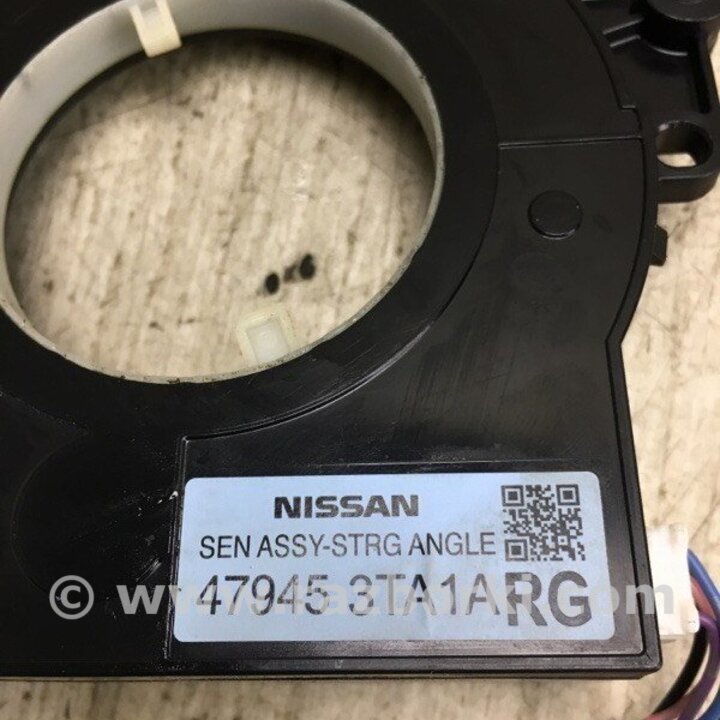 NISSAN
SEN ASSY-STRG ANGLE
47945 3TA1A RG